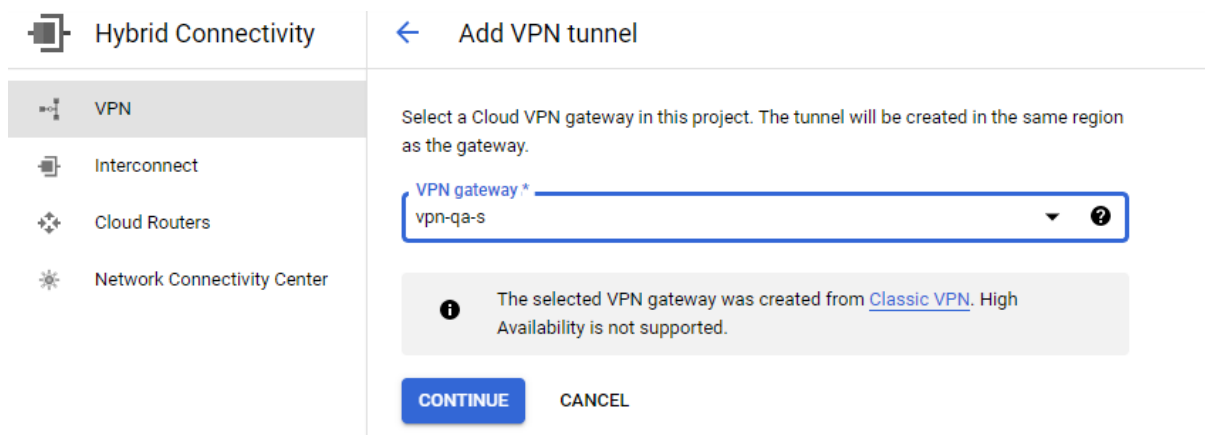 Hybrid Connectivity
Add VPN tunnel
VPN
Interconnect
Cloud Routers
Network Connectivity Center
Select a Cloud VPN gateway in this project. The tunnel will be created in the same region
as the gateway.
VPN gateway *
vpn-qa-s
The selected VPN gateway was created from Classic VPN. High
Availability is not supported.
CONTINUE
CANCEL